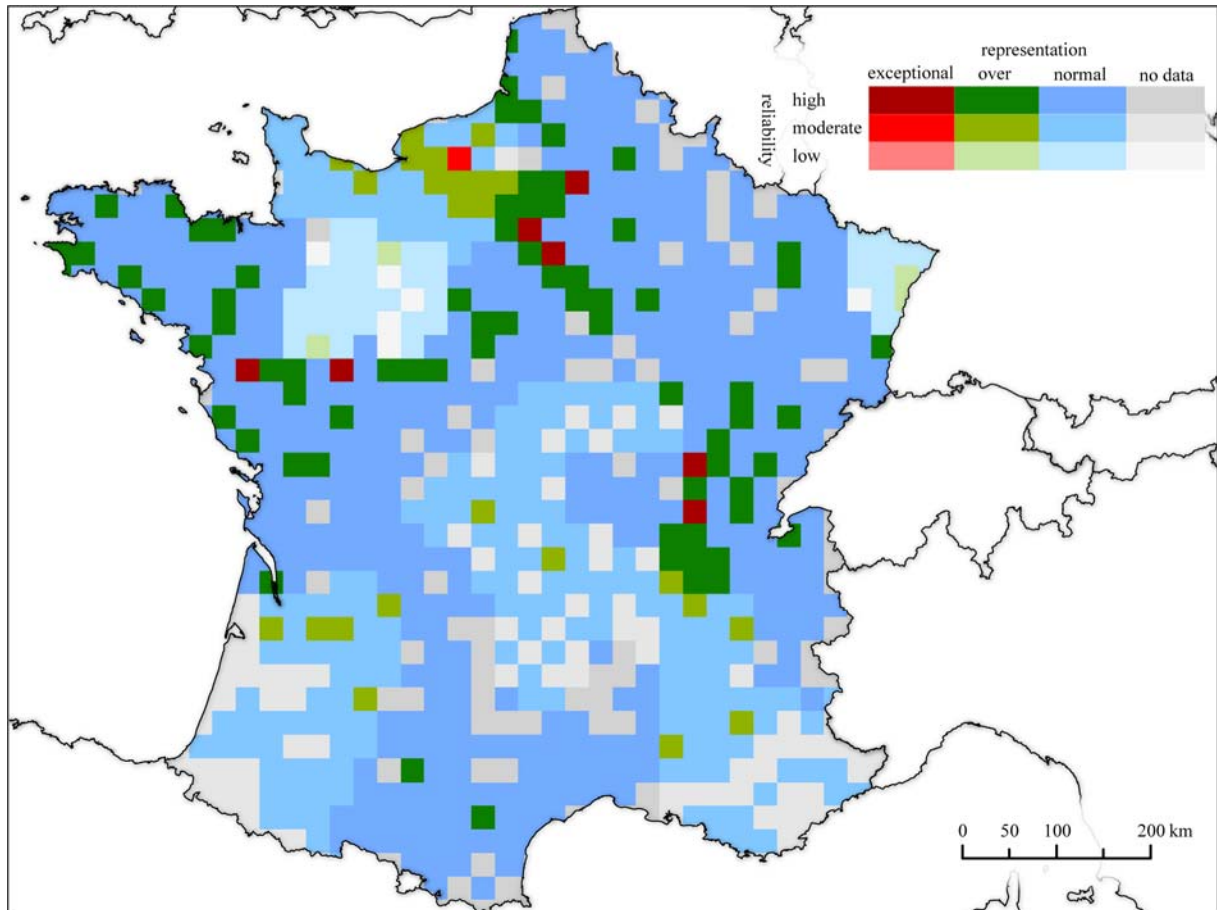 representation
exceptional over normal no data
reliability
high
moderate
low
0 50 100 200 km